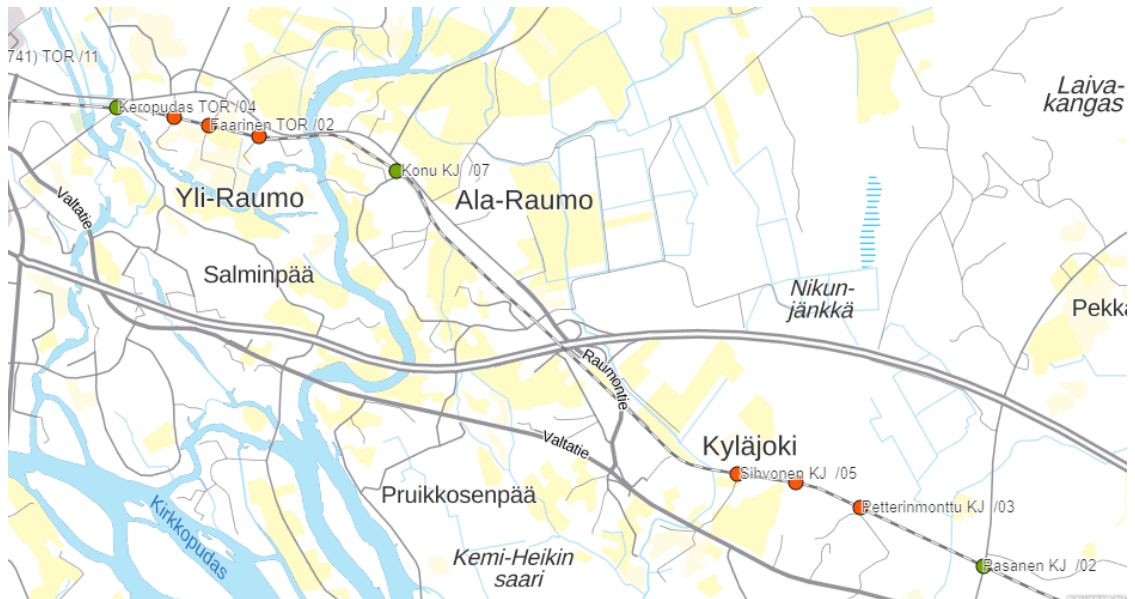 741) TOR /11
Keropudas TOR /04
Faarinen TOR /02
Laiva-
kangas
Konu KJ /07
Yli-Raumo
Ala-Raumo
Valtatie
Salminpää
Nikun-
jänkkä
Pekka
Raumontie
Valtatie
Kyläjoki
Sihvonen KJ /05
Pruikkosenpää
Petterinmonttu KJ /03
Kirkkopudas
Kemi-Heikin
saari
Pasanen KJ /02